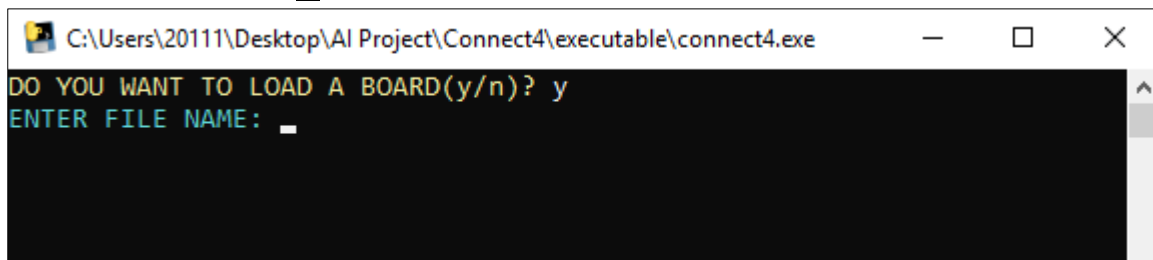 C:\Users\20111\Desktop\AI Project\Connect4\executable\connect4.exe
DO YOU WANT TO LOAD A BOARD(y/n)? y
ENTER FILE NAME: